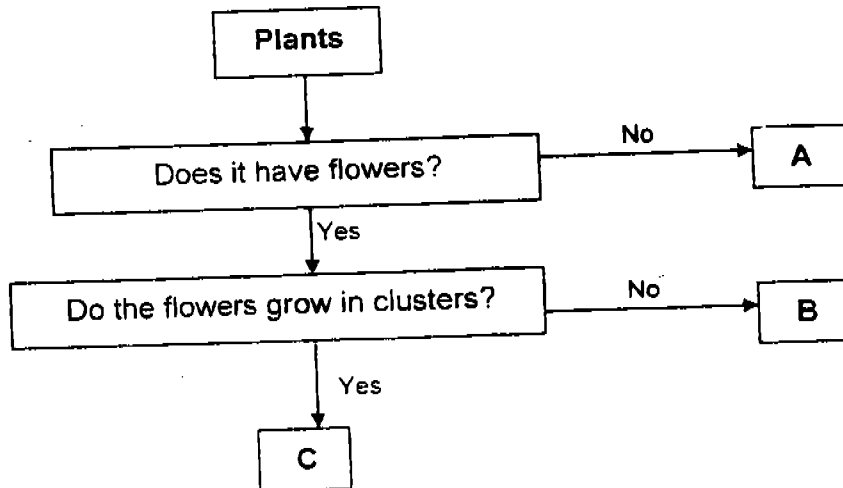 Plants
Does it have flowers?
No
A
Yes
Do the flowers grow in clusters?
No
B
Yes
C